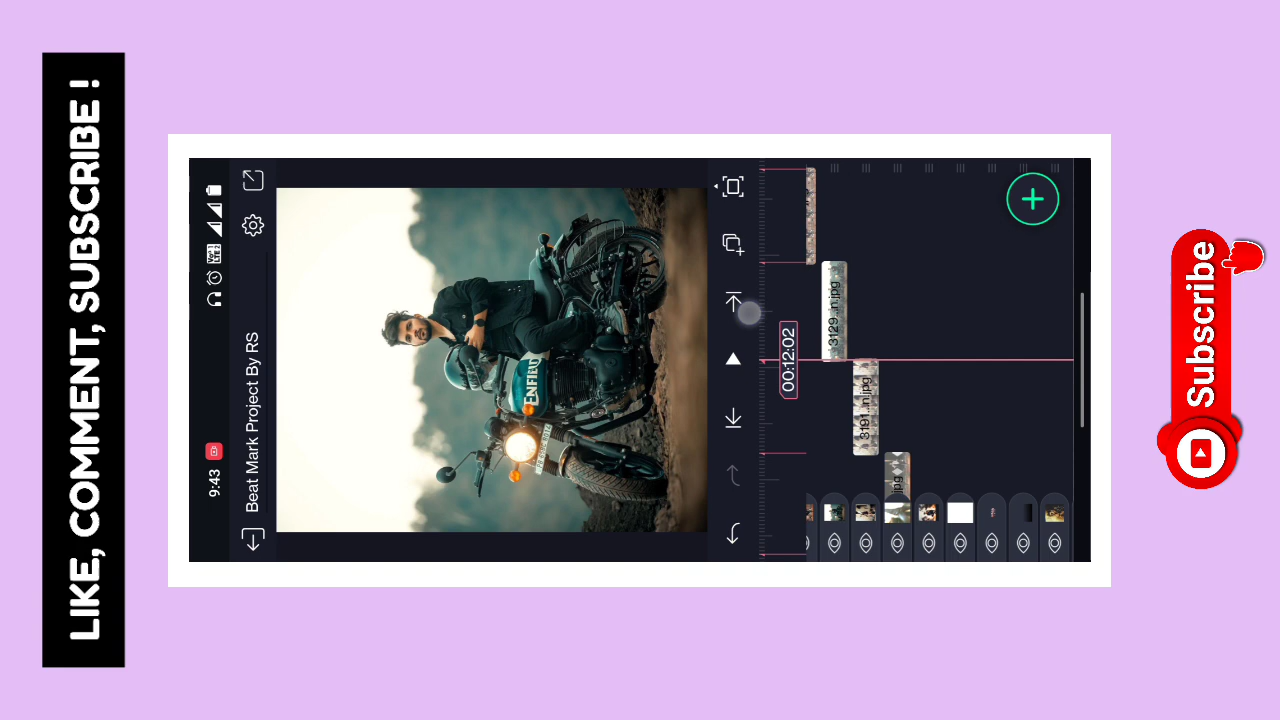 LIKE, COMMENT, SUBSCRIBE !
9:43
Beat Mark Project By RS
ENFIELD
00:12:02
3129...n.jpg
3191...n.jpg
jpg
Subscribe